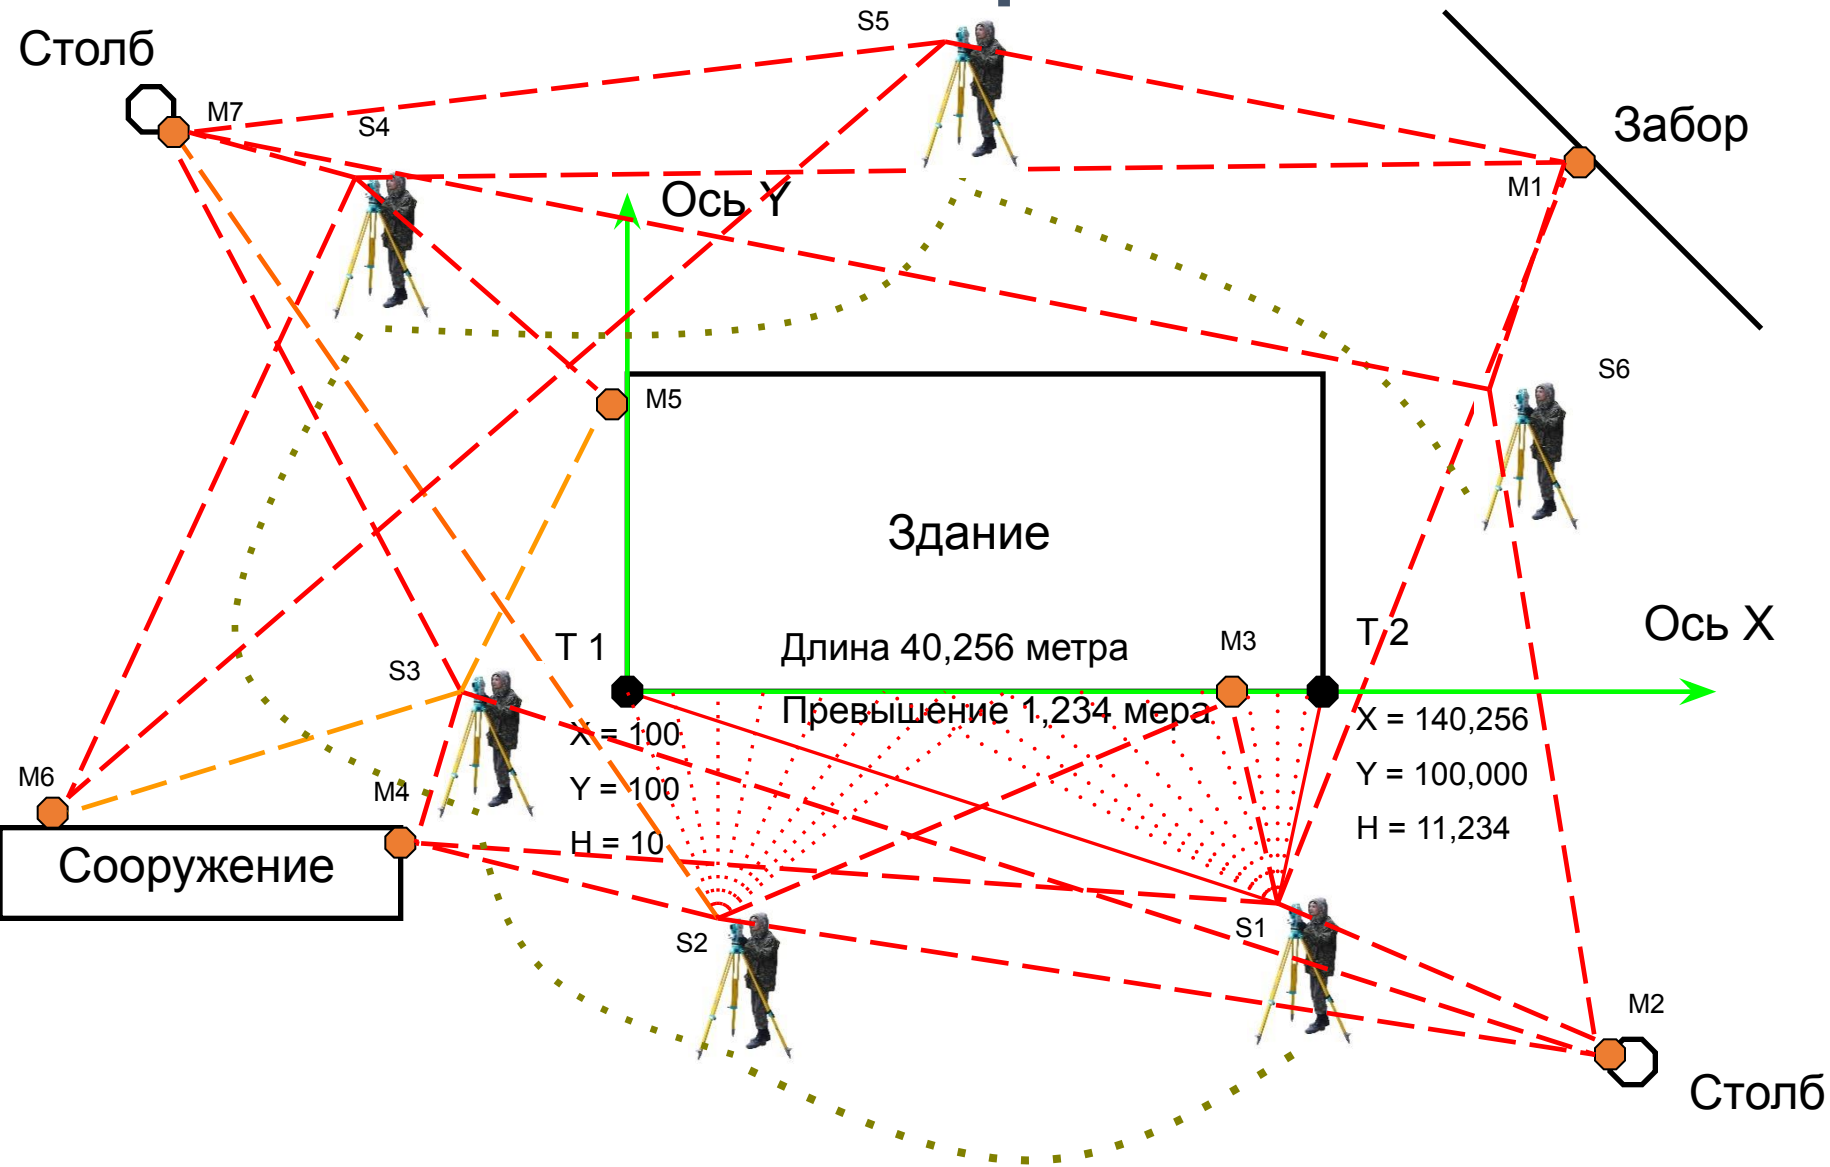 S5
Столб
M7
S4
Забор
M1
Ось Y
S6
M5
Здание
Ось X
T 1
Длина 40,256 метра
M3
T 2
S3
Превышение 1,234 мера
X = 100
X = 140,256
M6
M4
Y = 100
Y = 100,000
H = 10
H = 11,234
Сооружение
S2
S1
M2
Столб